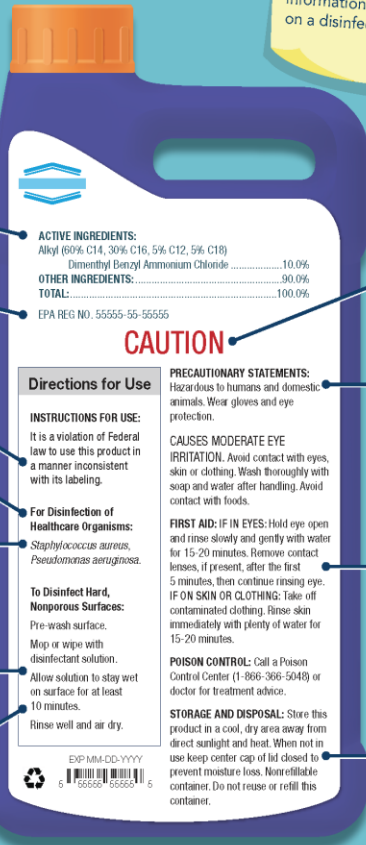 information
on a disinfe
ACTIVE INGREDIENTS:
Alkyl (60% C14, 30% C16, 5% C12, 5% C18)
Dimenthyl Benzyl Ammonium Chloride ...................10.0%
OTHER INGREDIENTS:..............................................90.0%
TOTAL:.................................................................100.0%
EPA REG NO. 55555-55-55555
CAUTION
Directions for Use
INSTRUCTIONS FOR USE:
It is a violation of Federal
law to use this product in
a manner inconsistent
with its labeling.
For Disinfection of
Healthcare Organisms:
Staphylococcus aureus,
Pseudomonas aeruginosa.
To Disinfect Hard,
Nonporous Surfaces:
Pre-wash surface.
Mop or wipe with
disinfectant solution.
Allow solution to stay wet
on surface for at least
10 minutes.
Rinse well and air dry.
EXP MM-DD-YYYY
5 55555 55555 5
PRECAUTIONARY STATEMENTS:
Hazardous to humans and domestic
animals. Wear gloves and eye
protection.
CAUSES MODERATE EYE
IRRITATION. Avoid contact with eyes,
skin or clothing. Wash thoroughly with
soap and water after handling. Avoid
contact with foods.
FIRST AID: IF IN EYES: Hold eye open
and rinse slowly and gently with water
for 15-20 minutes. Remove contact
lenses, if present, after the first
5 minutes, then continue rinsing eye.
IF ON SKIN OR CLOTHING: Take off
contaminated clothing. Rinse skin
immediately with plenty of water for
15-20 minutes.
POISON CONTROL: Call a Poison
Control Center (1-866-366-5048) or
doctor for treatment advice.
STORAGE AND DISPOSAL: Store this
product in a cool, dry area away from
direct sunlight and heat. When not in
use keep center cap of lid closed to
prevent moisture loss. Nonrefillable
container. Do not reuse or refill this
container.